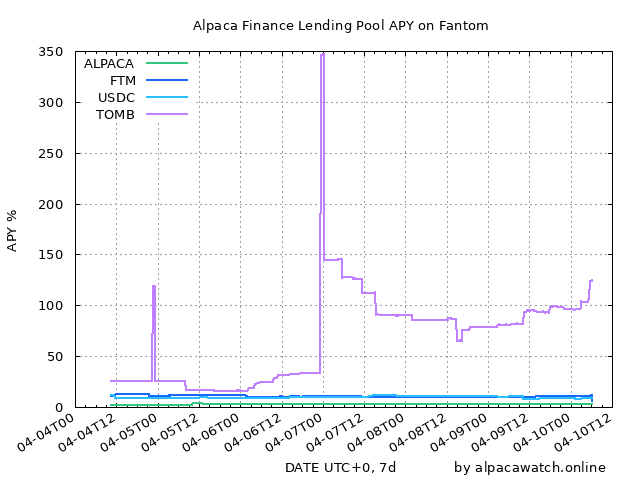 Alpaca Finance Lending Pool APY on Fantom
350
300
250
200
150
100
50
0
APY %
ALPACA
FTM
USDC
TOMB
04-04T00
04-04T12
04-05T00
04-05T12
04-06T00
04-06T12
04-07T00
04-07T12
04-08T00
04-08T12
04-09T00
04-09T12
04-10T00
04-10T12
DATE UTC+0, 7d
by alpacawatch.online